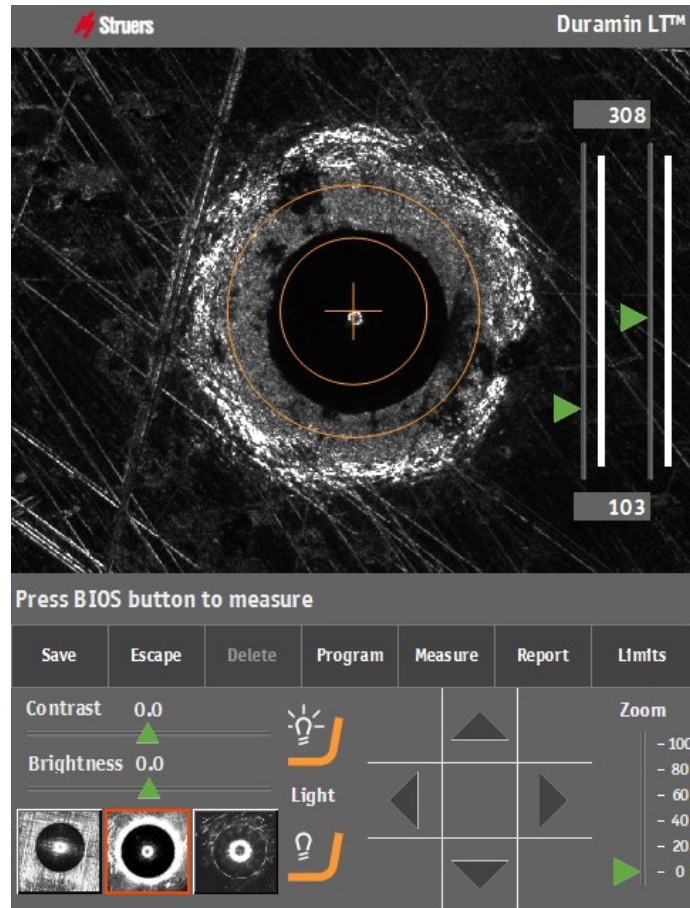 Struers Duramin LT™
308
103
Press BIOS button to measure
Save Escape Delete Program Measure Report Limits
Contrast 0.0
Brightness 0.0
Light
Zoom
- 100
- 80
- 60
- 40
- 20
- 0